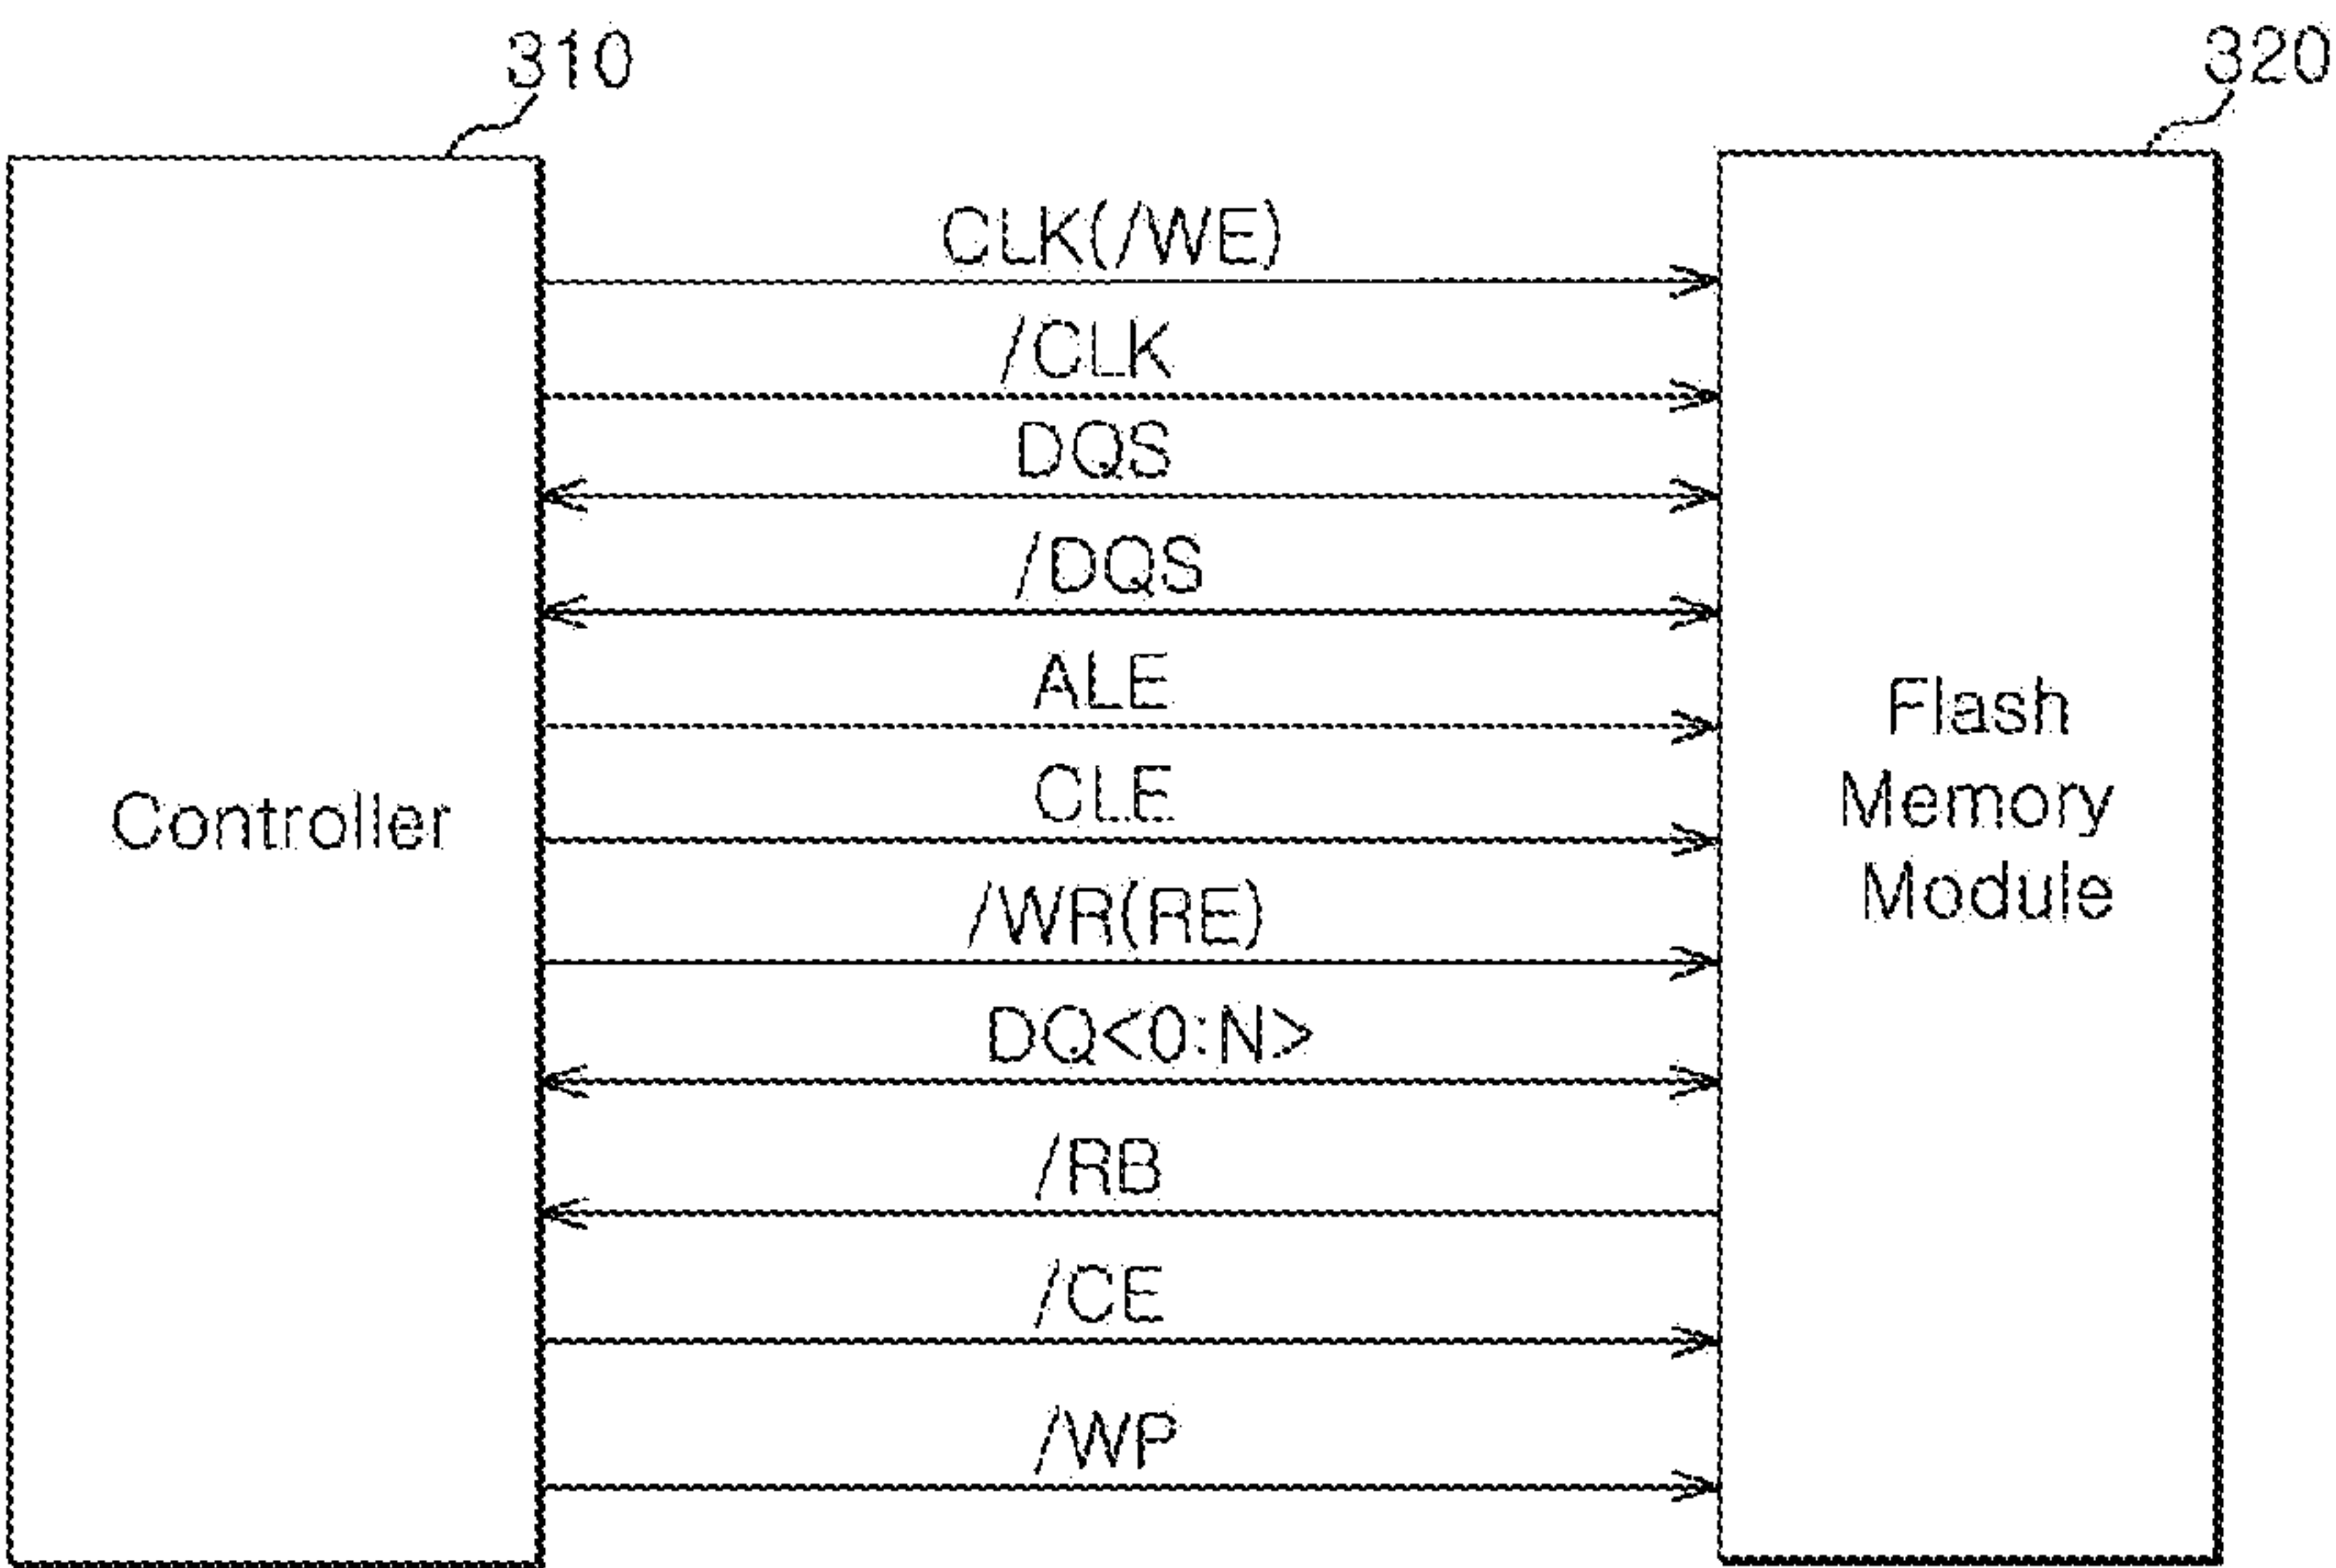 310
320
CLK(/WE)
/CLK
DQS
/DQS
ALE
CLE
/WR(RE)
DQ<0:N>
/RB
/CE
/WP
Controller
Flash
Memory
Module